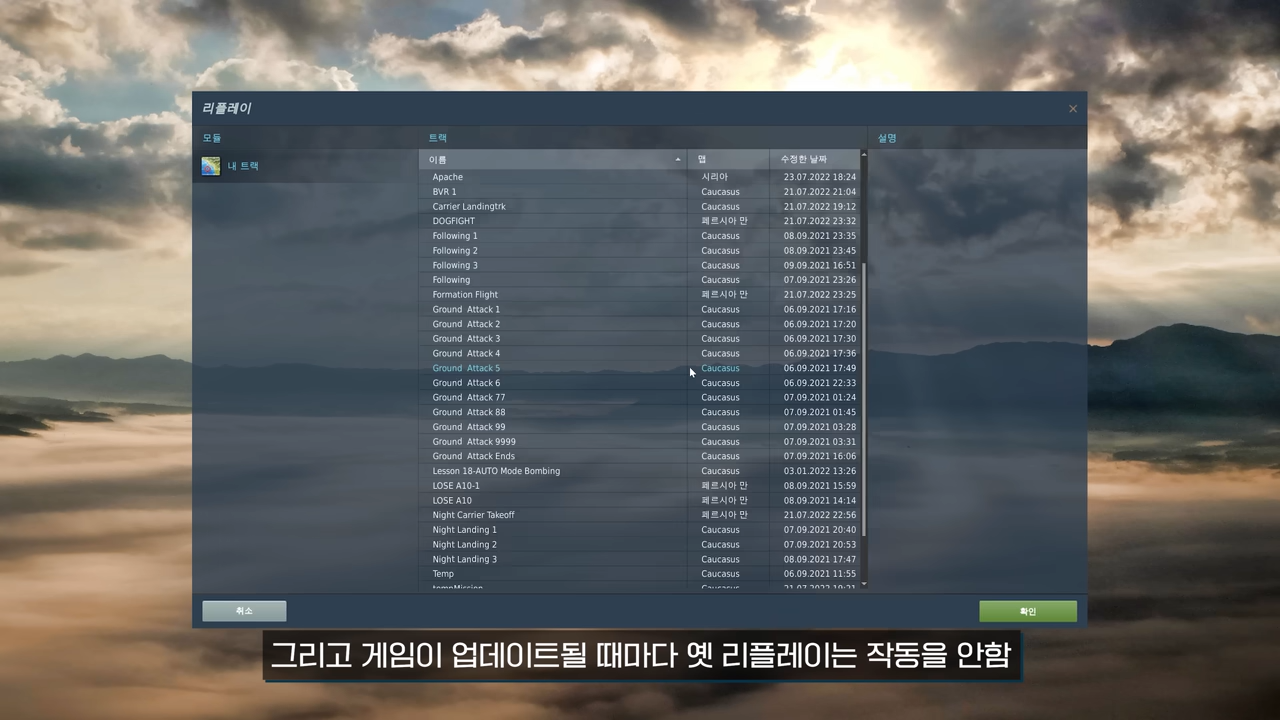 리플레이
모듈 트랙 설명
내 트랙
이름 맵 수정한 날짜
Apache 시리아 23.07.2022 18:24
BVR 1 Caucasus 21.07.2022 21:04
Carrier Landingtrk Caucasus 21.07.2022 19:12
DOGFIGHT 페르시아 만 21.07.2022 23:32
Following 1 Caucasus 08.09.2021 23:35
Following 2 Caucasus 08.09.2021 23:45
Following 3 Caucasus 09.09.2021 16:51
Following Caucasus 07.09.2021 23:26
Formation Flight 페르시아 만 21.07.2022 23:25
Ground Attack 1 Caucasus 06.09.2021 17:16
Ground Attack 2 Caucasus 06.09.2021 17:20
Ground Attack 3 Caucasus 06.09.2021 17:30
Ground Attack 4 Caucasus 06.09.2021 17:36
Ground Attack 5 Caucasus 06.09.2021 17:49
Ground Attack 6 Caucasus 06.09.2021 22:33
Ground Attack 77 Caucasus 07.09.2021 01:24
Ground Attack 88 Caucasus 07.09.2021 01:45
Ground Attack 99 Caucasus 07.09.2021 03:28
Ground Attack 9999 Caucasus 07.09.2021 03:31
Ground Attack Ends Caucasus 07.09.2021 16:06
Lesson 18-AUTO Mode Bombing Caucasus 03.01.2022 13:26
LOSE A10-1 페르시아 만 08.09.2021 15:59
LOSE A10 페르시아 만 08.09.2021 14:14
Night Carrier Takeoff 페르시아 만 21.07.2022 22:56
Night Landing 1 Caucasus 07.09.2021 20:40
Night Landing 2 Caucasus 07.09.2021 20:53
Night Landing 3 Caucasus 08.09.2021 17:47
Temp Caucasus 06.09.2021 11:55
tempMission Caucasus 21.07.2022 19:21
취소 확인
그리고 게임이 업데이트될 때마다 옛 리플레이는 작동을 안함